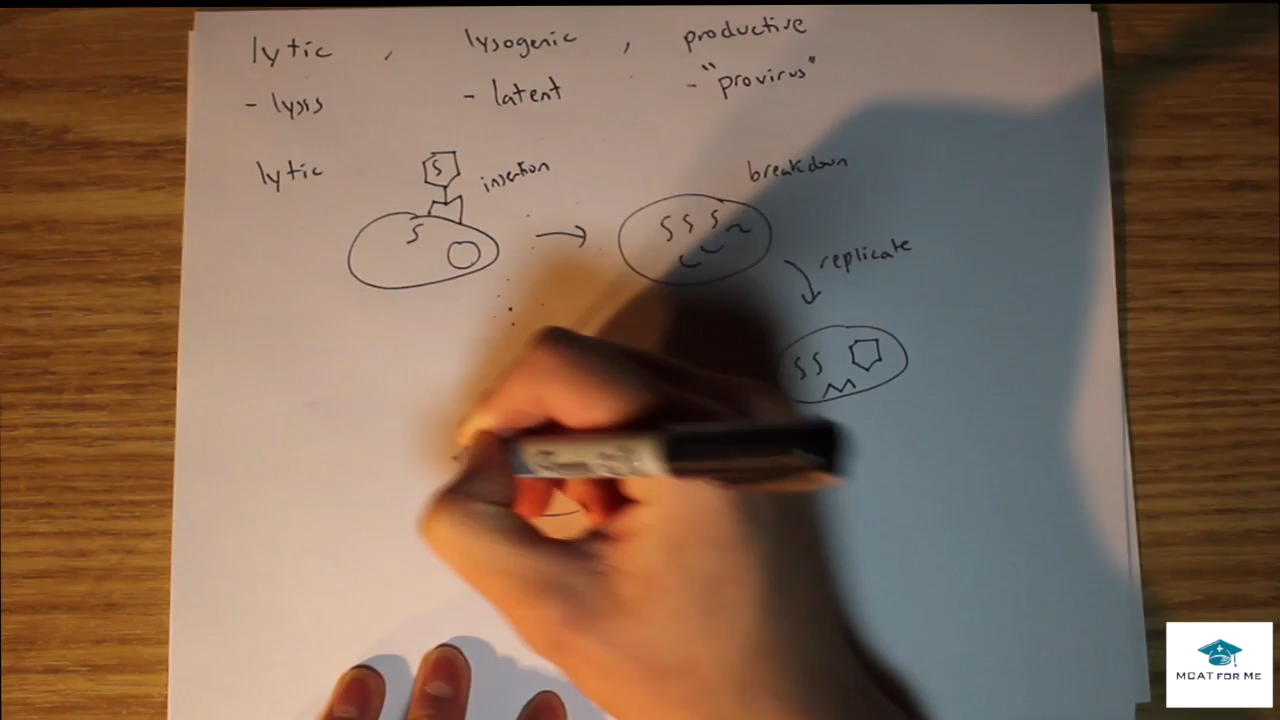 lytic , lysogenic , productive
- lysis - latent - "provirus"
lytic
insertion
breakdown
replicate
MCAT FOR ME